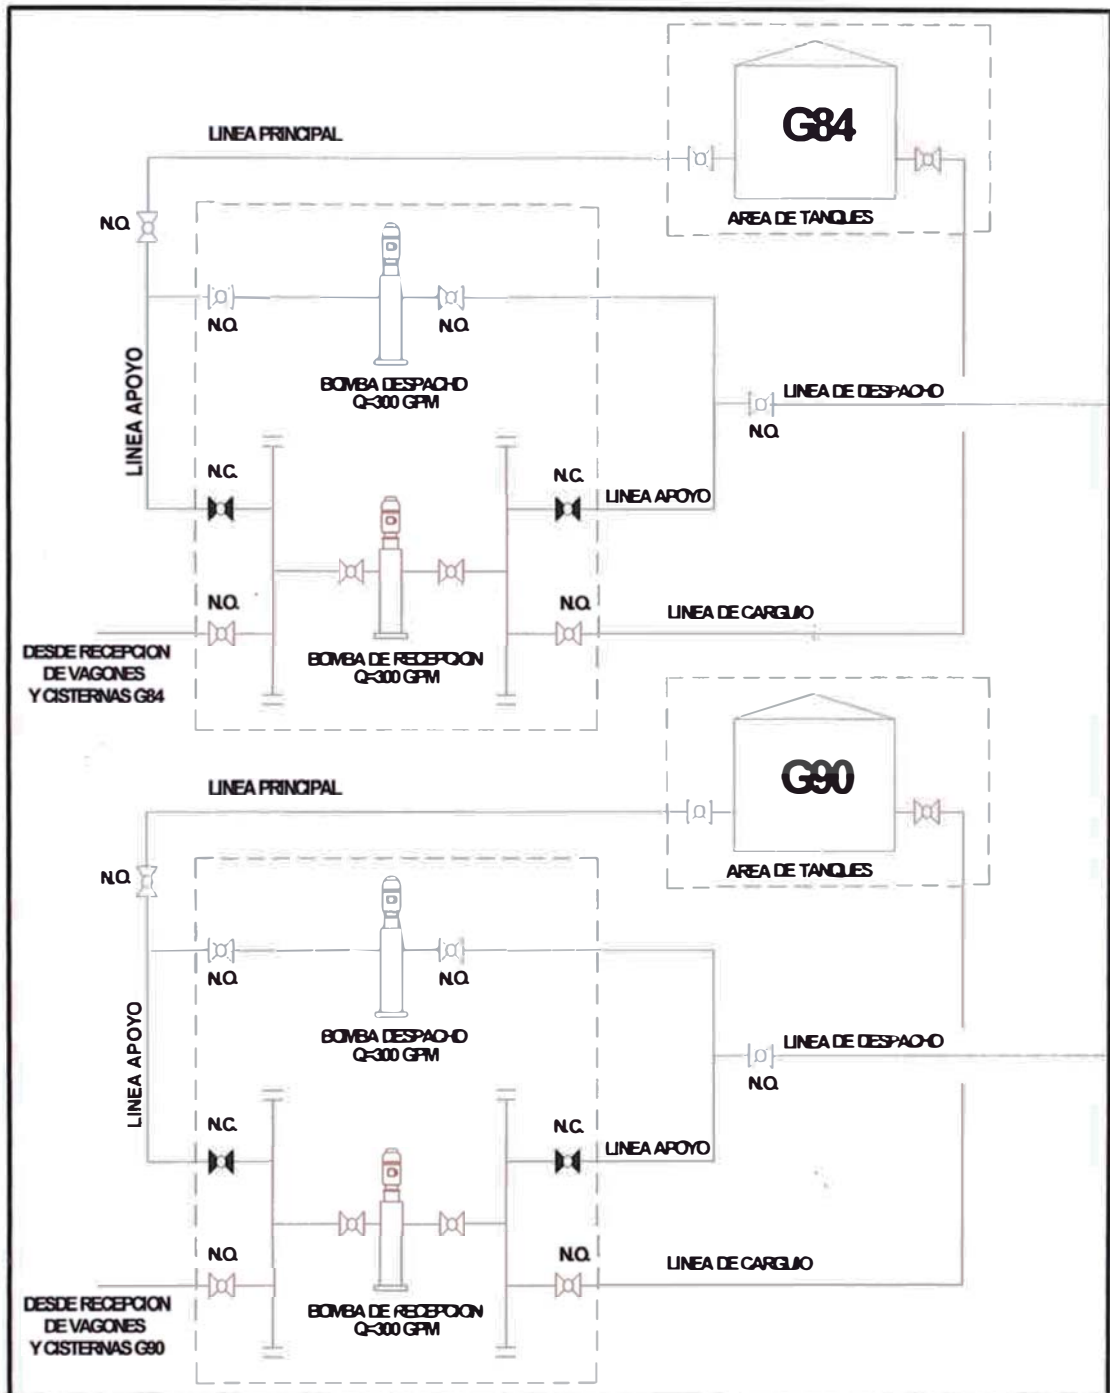 G84
LINEA PRINCIPAL
AREA DE TANQUES
N.O.
N.O.
N.O.
BOMBA DESPACHO
Q=300 GPM
LINEA DE DESPACHO
N.O.
LINEA APOYO
N.C.
N.C.
LINEA APOYO
N.O.
N.O.
LINEA DE CARGUIO
DESDE RECEPCION
DE VAGONES
Y CISTERNAS G84
BOMBA DE RECEPCION
Q=300 GPM
G90
LINEA PRINCIPAL
AREA DE TANQUES
N.O.
N.O.
N.O.
BOMBA DESPACHO
Q=300 GPM
LINEA DE DESPACHO
N.O.
LINEA APOYO
N.C.
N.C.
LINEA APOYO
N.O.
N.O.
LINEA DE CARGUIO
DESDE RECEPCION
DE VAGONES
Y CISTERNAS G90
BOMBA DE RECEPCION
Q=300 GPM